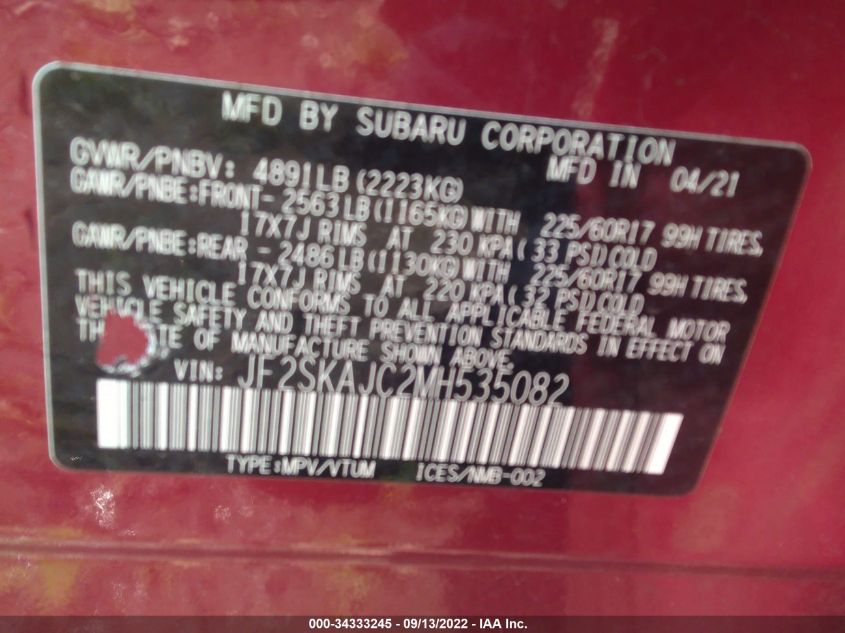 MFD BY SUBARU CORPORATION
GVWR/PNBV: 4891LB(2223KG) MFD IN 04/21
GAWR/PNBE:FRONT- 2563LB(1165KG)WITH 225/60R17 99H TIRES,
17X7J RIMS AT 230 KPA( 33 PSI)COLD
GAWR/PNBE:REAR - 2486LB(1130KG)WITH 225/60R17 99H TIRES,
17X7J RIMS AT 220 KPA( 32 PSI)COLD
THIS VEHICLE CONFORMS TO ALL APPLICABLE FEDERAL MOTOR
VEHICLE SAFETY AND THEFT PREVENTION STANDARDS IN EFFECT ON
TE OF MANUFACTURE SHOWN ABOVE.
VIN: JF2SKAJC2MH535082
TYPE:MPV/VTUM ICES/NMB-002
000-34333245 - 09/13/2022 - IAA Inc.